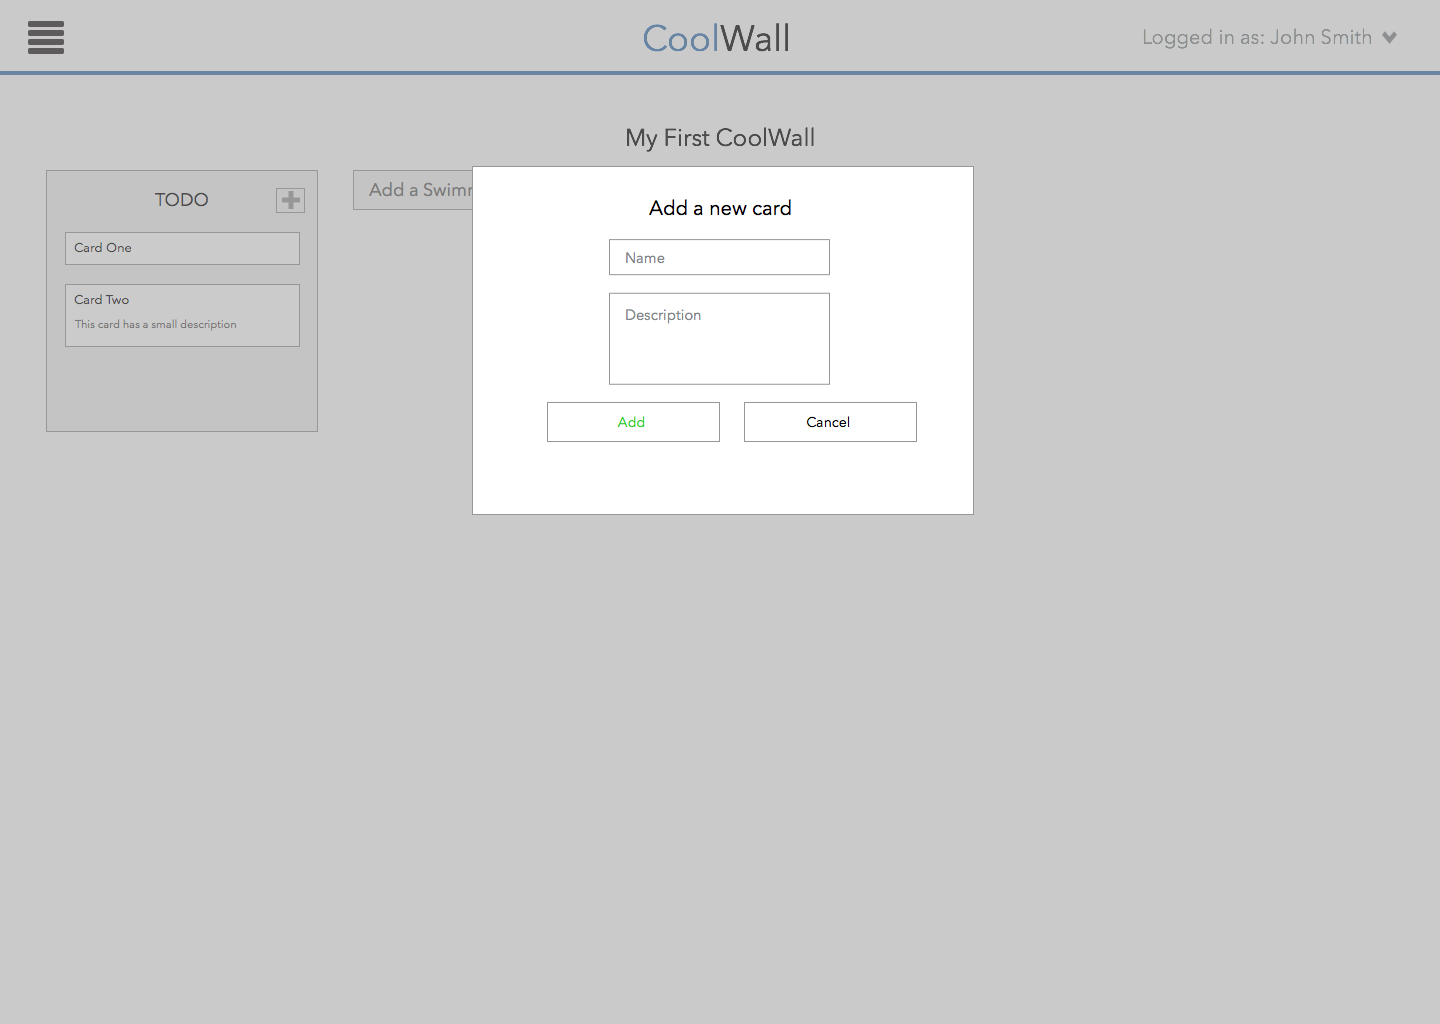 CoolWall
Logged in as: John Smith
My First CoolWall
TODO
Card One
Card Two
This card has a small description
Add a
Add a new card
Name
Description
Add
Cancel